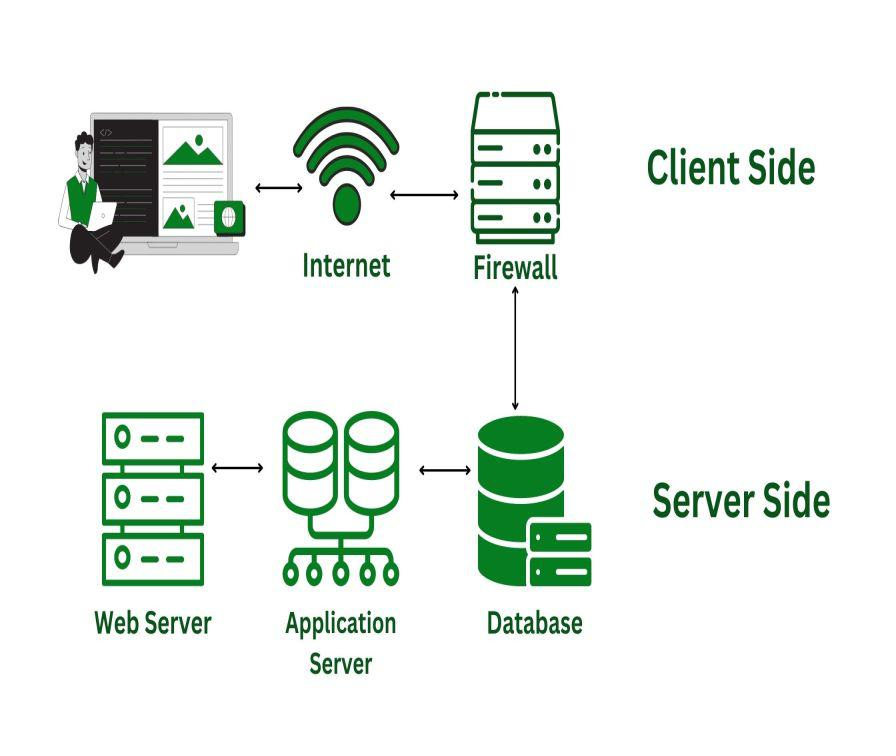 Client Side
Internet
Firewall
Server Side
Web Server
Application
Server
Database